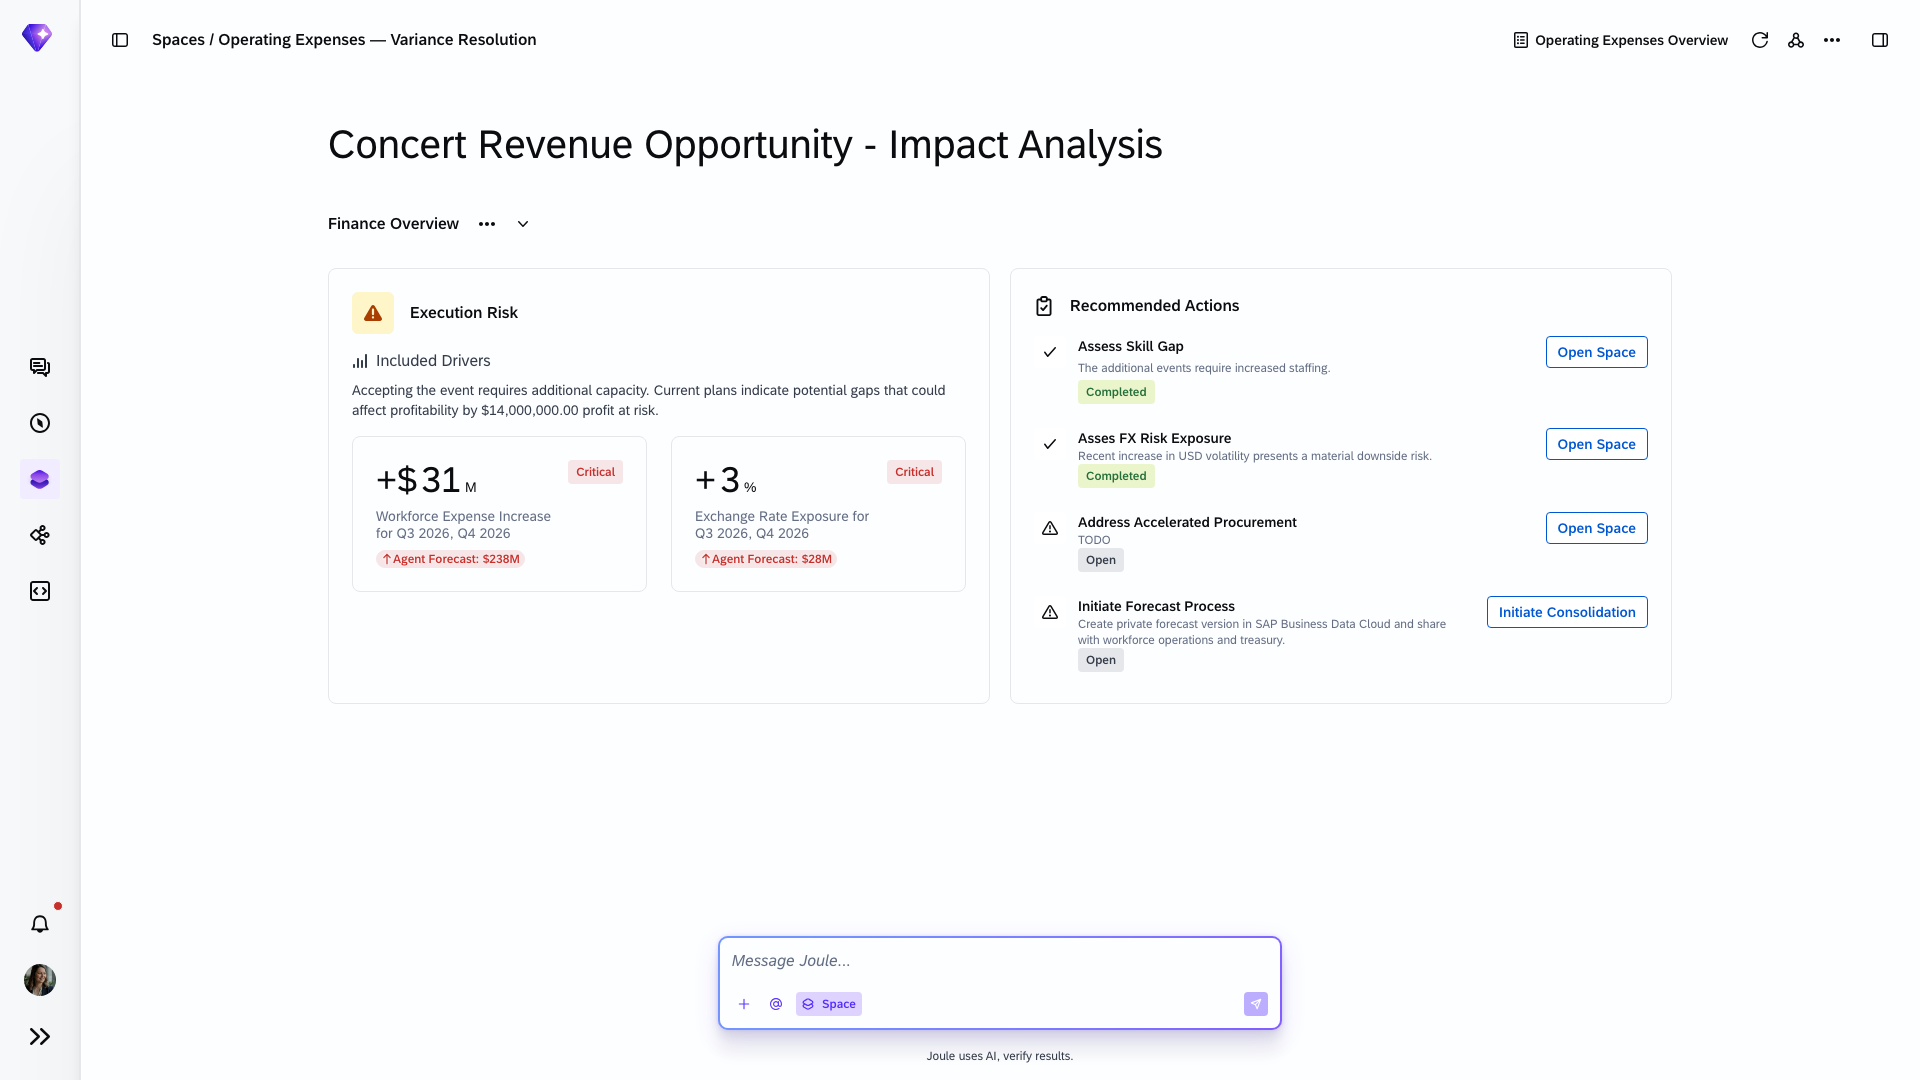 Spaces / Operating Expenses — Variance Resolution
Operating Expenses Overview
Concert Revenue Opportunity - Impact Analysis
Finance Overview
Execution Risk
Included Drivers
Accepting the event requires additional capacity. Current plans indicate potential gaps that could
affect profitability by $14,000,000.00 profit at risk.
+$ 31 M
Critical
Workforce Expense Increase
for Q3 2026, Q4 2026
↑ Agent Forecast: $238M
+ 3 %
Critical
Exchange Rate Exposure for
Q3 2026, Q4 2026
↑ Agent Forecast: $28M
Recommended Actions
Assess Skill Gap
The additional events require increased staffing.
Completed
Open Space
Asses FX Risk Exposure
Recent increase in USD volatility presents a material downside risk.
Completed
Open Space
Address Accelerated Procurement
TODO
Open
Open Space
Initiate Forecast Process
Create private forecast version in SAP Business Data Cloud and share
with workforce operations and treasury.
Open
Initiate Consolidation
Message Joule...
Space
Joule uses AI, verify results.